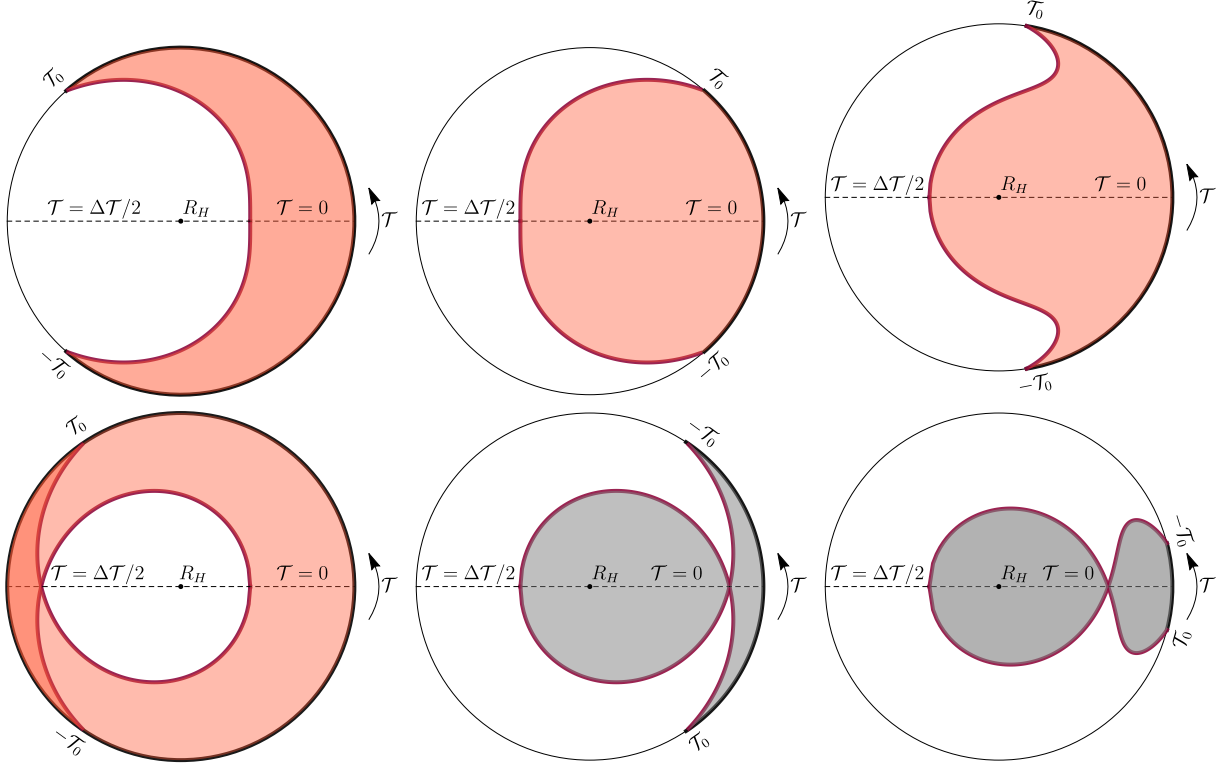 𝒯₀
𝒯 = Δ𝒯/2
R_H
𝒯 = 0
𝒯
−𝒯₀
𝒯₀
𝒯 = Δ𝒯/2
R_H
𝒯 = 0
𝒯
−𝒯₀
𝒯₀
𝒯 = Δ𝒯/2
R_H
𝒯 = 0
𝒯
−𝒯₀
𝒯₀
𝒯 = Δ𝒯/2
R_H
𝒯 = 0
𝒯
−𝒯₀
−𝒯₀
𝒯 = Δ𝒯/2
R_H
𝒯 = 0
𝒯
𝒯₀
−𝒯₀
𝒯 = Δ𝒯/2
R_H
𝒯 = 0
𝒯
𝒯₀